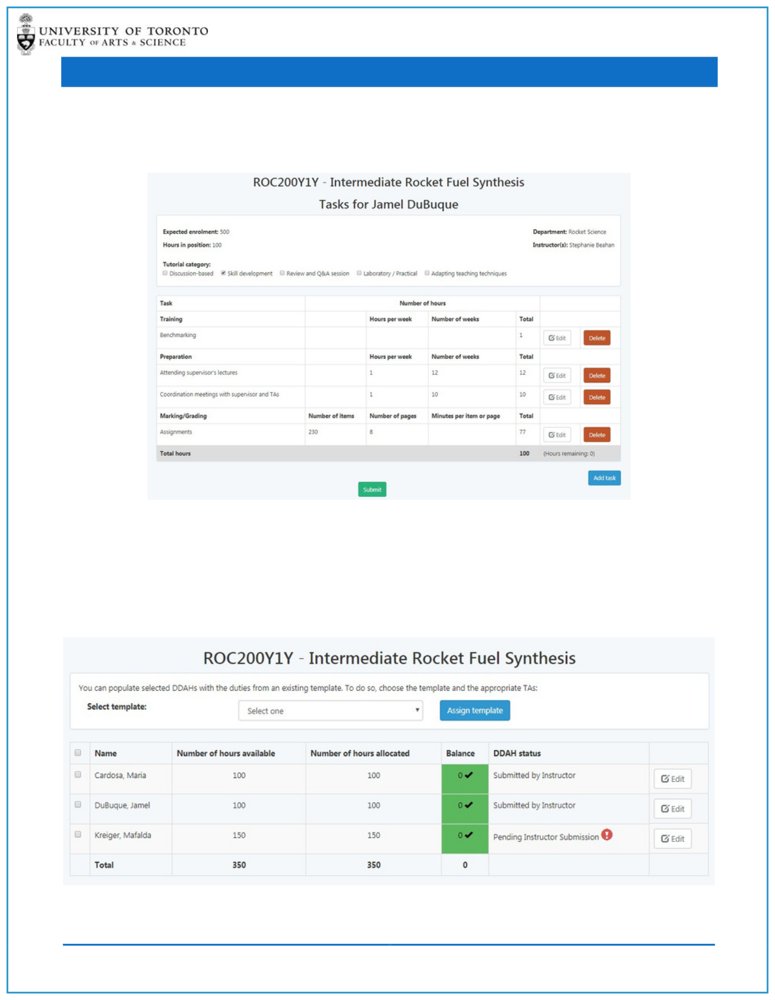 UNIVERSITY OF TORONTO
FACULTY OF ARTS & SCIENCE
ROC200Y1Y - Intermediate Rocket Fuel Synthesis
Tasks for Jamel DuBuque
Expected enrolment: 500 Department: Rocket Science
Hours in position: 100 Instructor(s): Stephanie Beahan
Tutorial category:
Discussion-based Skill development Review and Q&A session Laboratory / Practical Adapting teaching techniques
Task Number of hours
Training Hours per week Number of weeks Total
Benchmarking 1 Edit Delete
Preparation Hours per week Number of weeks Total
Attending supervisor's lectures 1 12 12 Edit Delete
Coordination meetings with supervisor and TAs 1 10 10 Edit Delete
Marking/Grading Number of items Number of pages Minutes per item or page Total
Assignments 230 8 77 Edit Delete
Total hours 100 (Hours remaining: 0)
Add task
Submit
ROC200Y1Y - Intermediate Rocket Fuel Synthesis
You can populate selected DDAHs with the duties from an existing template. To do so, choose the template and the appropriate TAs:
Select template: Select one Assign template
Name Number of hours available Number of hours allocated Balance DDAH status
Cardosa, Maria 100 100 0 Submitted by Instructor Edit
DuBuque, Jamel 100 100 0 Submitted by Instructor Edit
Kreiger, Mafalda 150 150 0 Pending Instructor Submission Edit
Total 350 350 0